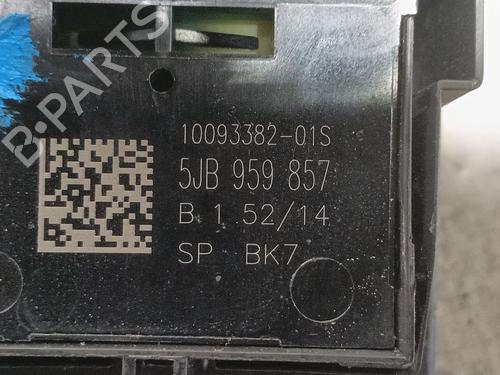 B-PARTS
10093382-01S
5JB 959 857
B 1 52/14
SP BK7